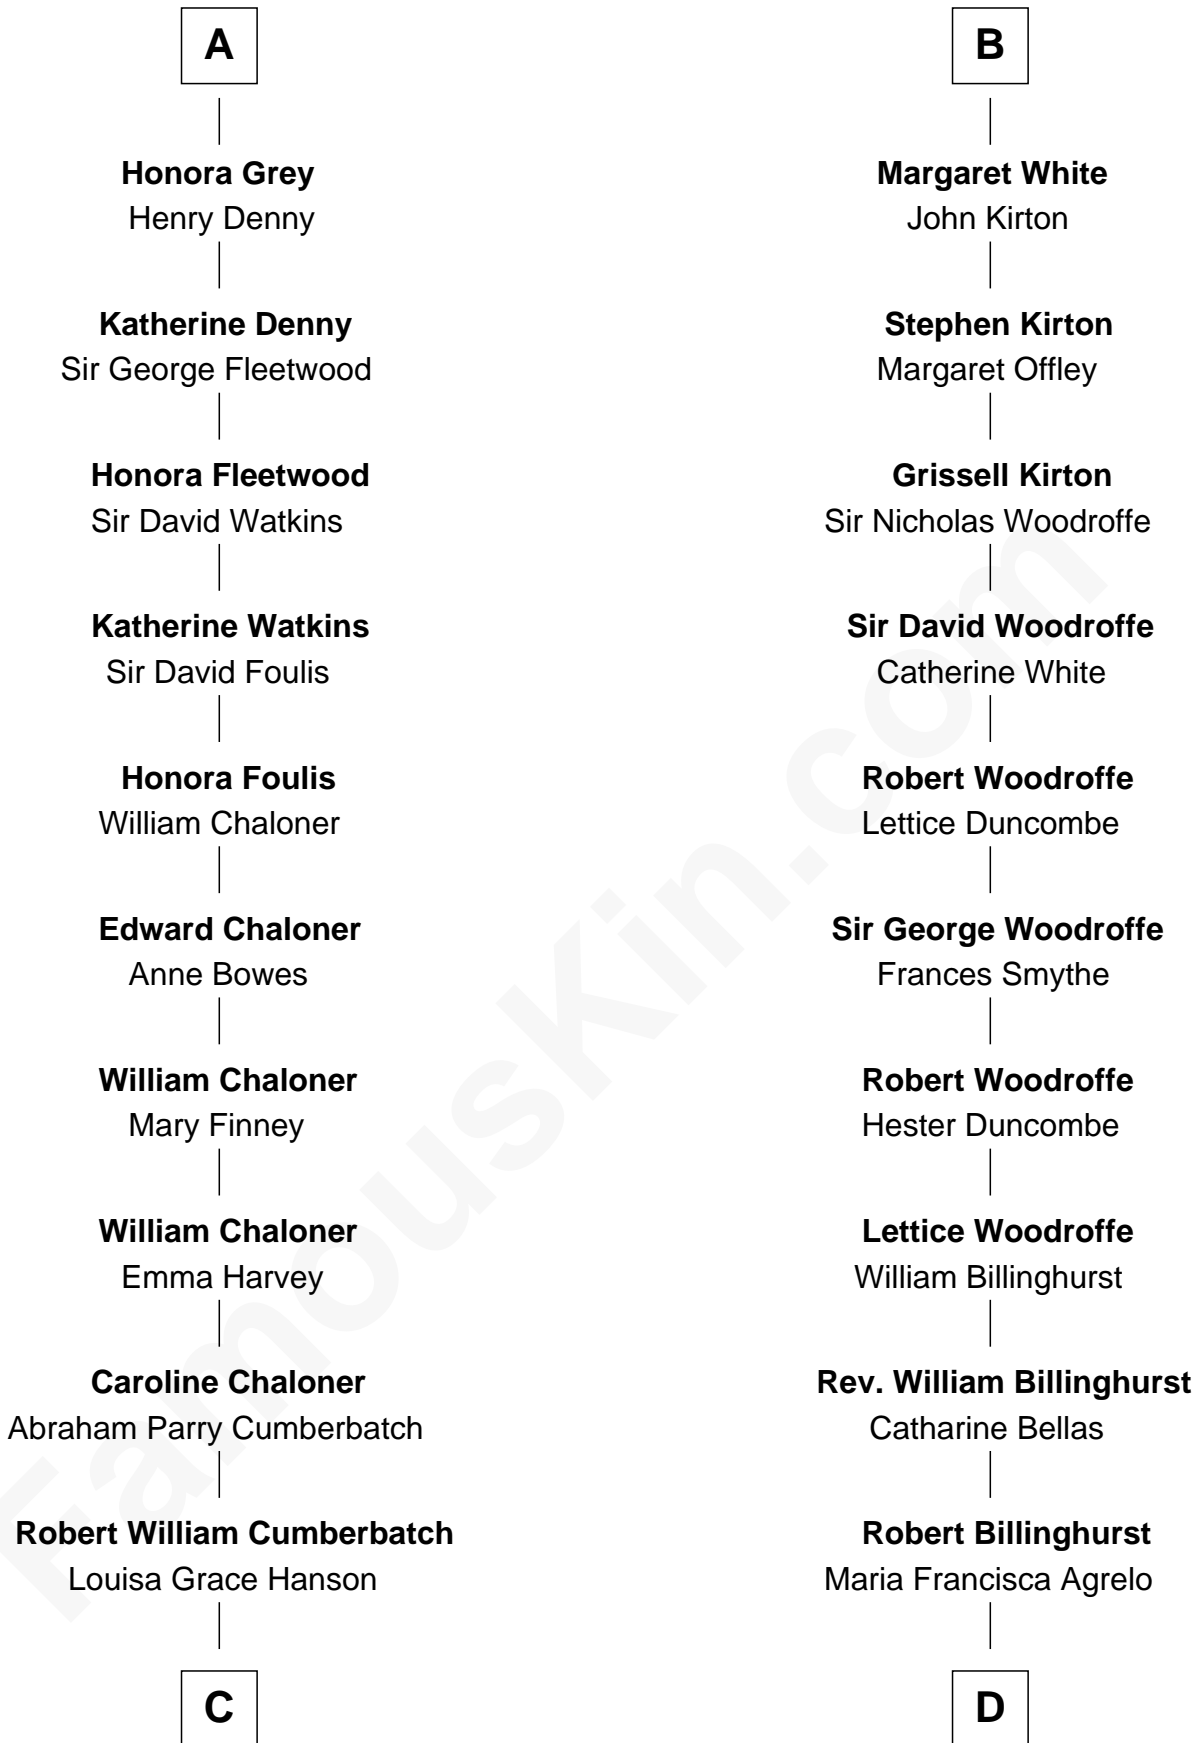 A
Honora Grey
Henry Denny
Katherine Denny
Sir George Fleetwood
Honora Fleetwood
Sir David Watkins
Katherine Watkins
Sir David Foulis
Honora Foulis
William Chaloner
Edward Chaloner
Anne Bowes
William Chaloner
Mary Finney
William Chaloner
Emma Harvey
Caroline Chaloner
Abraham Parry Cumberbatch
Robert William Cumberbatch
Louisa Grace Hanson
C
B
Margaret White
John Kirton
Stephen Kirton
Margaret Offley
Grissell Kirton
Sir Nicholas Woodroffe
Sir David Woodroffe
Catherine White
Robert Woodroffe
Lettice Duncombe
Sir George Woodroffe
Frances Smythe
Robert Woodroffe
Hester Duncombe
Lettice Woodroffe
William Billinghurst
Rev. William Billinghurst
Catharine Bellas
Robert Billinghurst
Maria Francisca Agrelo
D
FamousKin.com